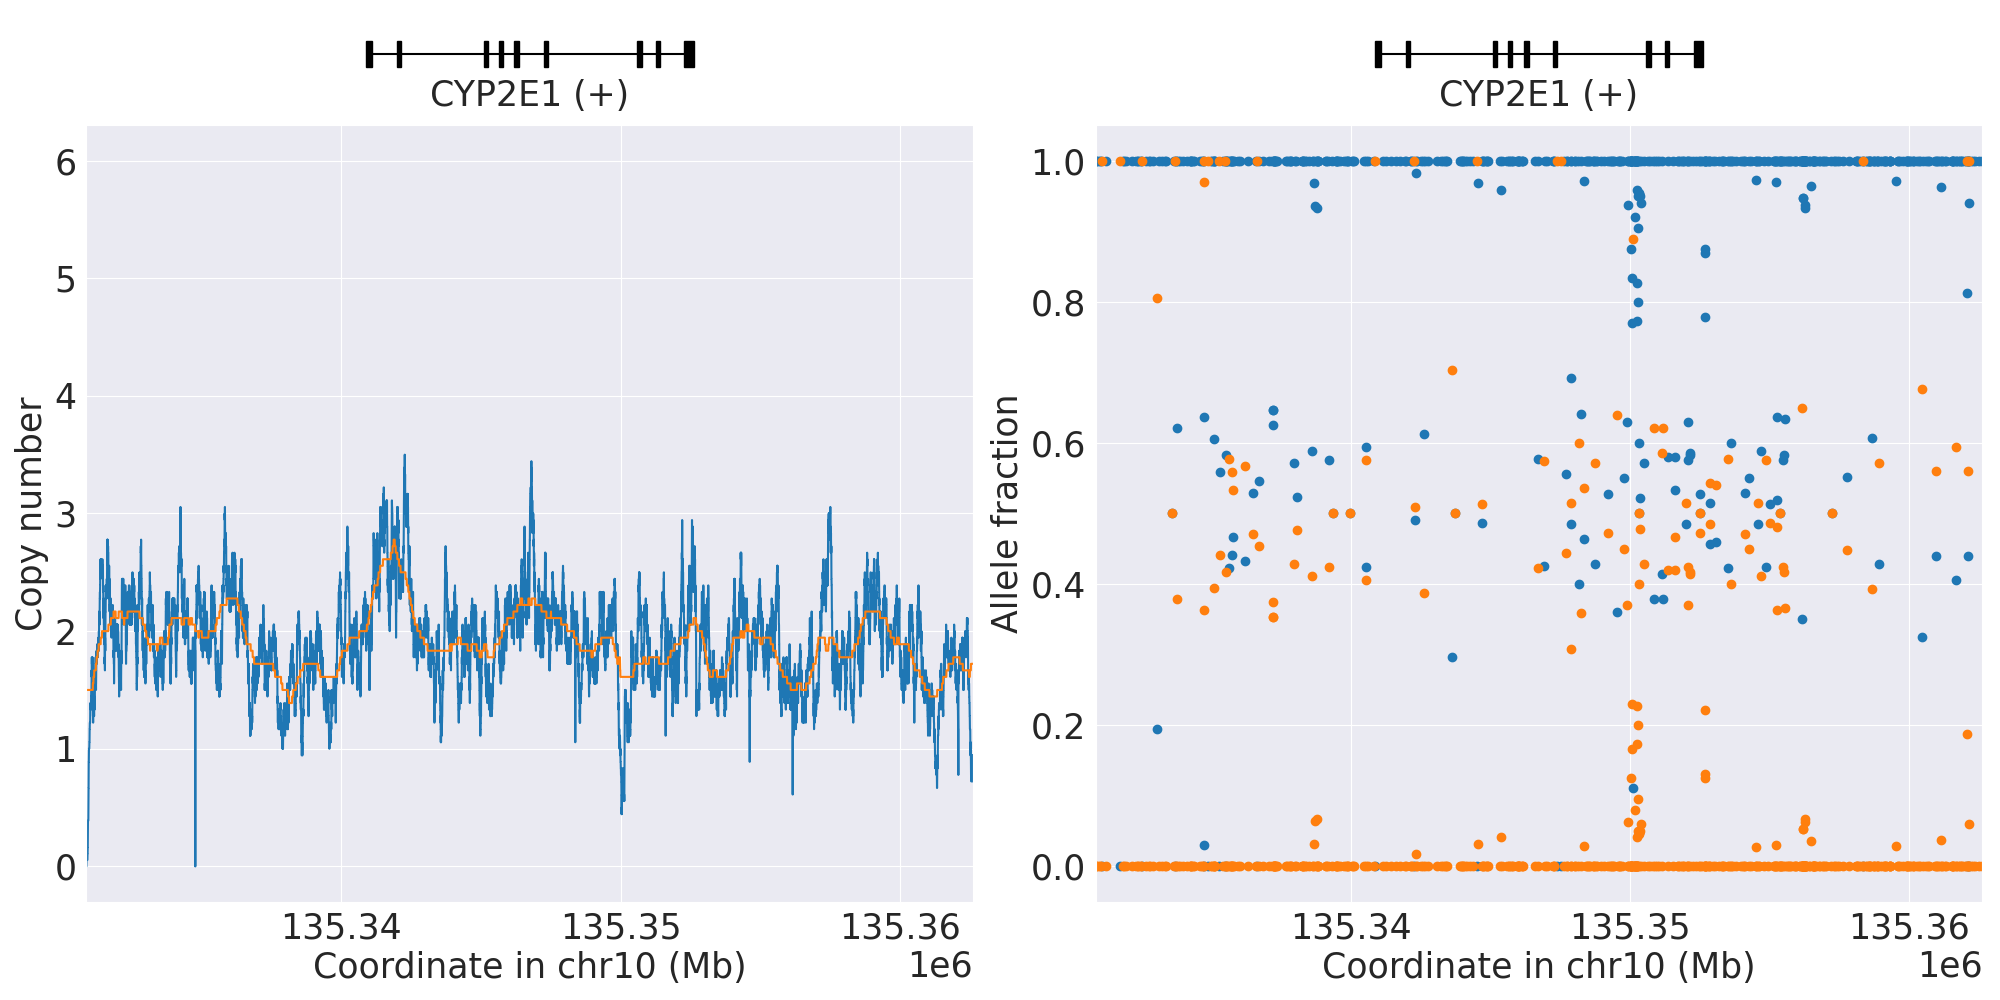 CYP2E1 (+)
CYP2E1 (+)
Copy number
6
5
4
3
2
1
0
135.34
135.35
135.36
Coordinate in chr10 (Mb)
1e6
Allele fraction
1.0
0.8
0.6
0.4
0.2
0.0
135.34
135.35
135.36
Coordinate in chr10 (Mb)
1e6